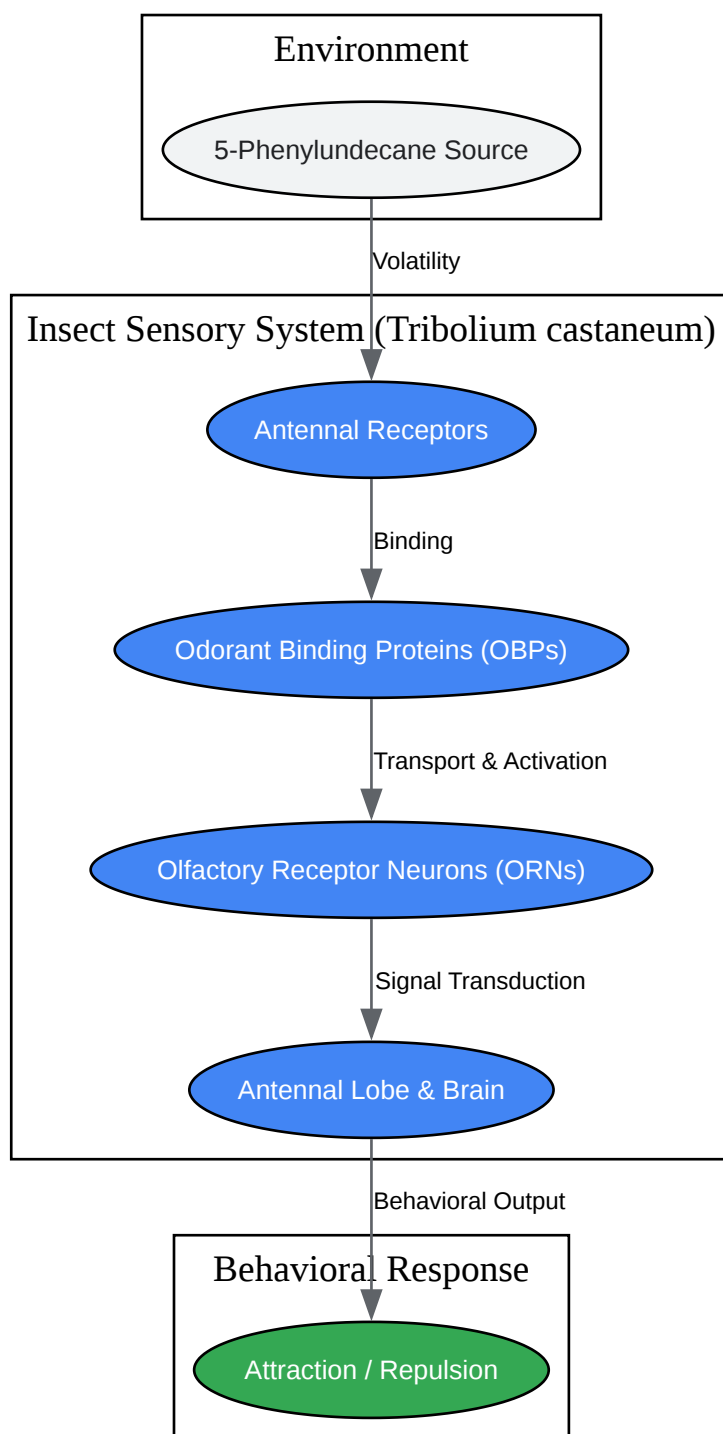 Environment
5-Phenylundecane Source
Volatility
Insect Sensory System (Tribolium castaneum)
Antennal Receptors
Binding
Odorant Binding Proteins (OBPs)
Transport & Activation
Olfactory Receptor Neurons (ORNs)
Signal Transduction
Antennal Lobe & Brain
Behavioral Output
Behavioral Response
Attraction / Repulsion